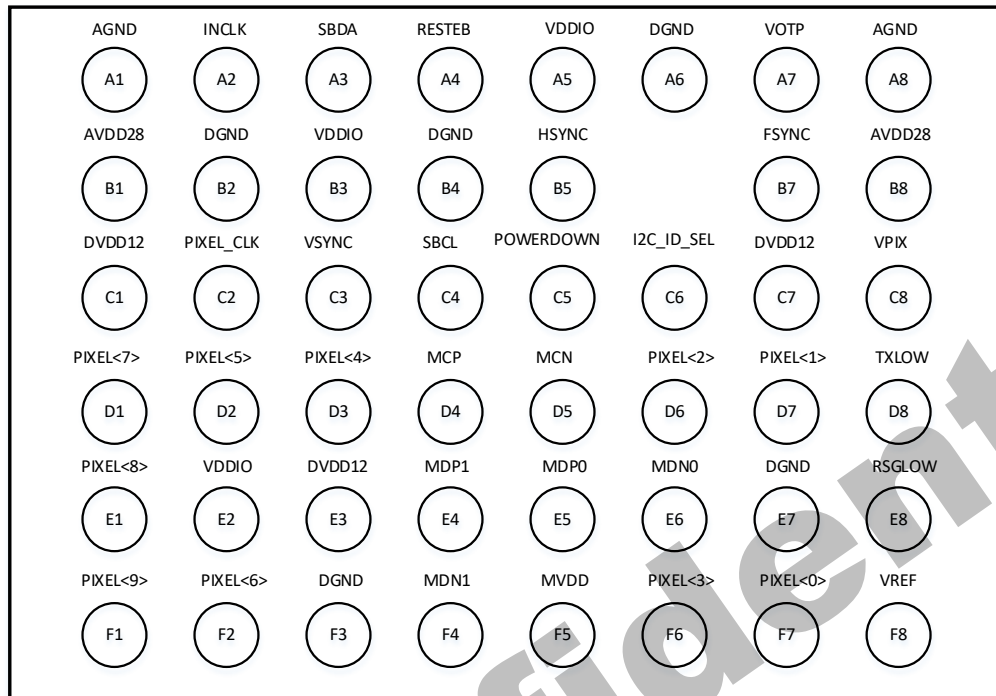 AGND INCLK SBDA RESTEB VDDIO DGND VOTP AGND
A1 A2 A3 A4 A5 A6 A7 A8
AVDD28 DGND VDDIO DGND HSYNC FSYNC AVDD28
B1 B2 B3 B4 B5 B7 B8
DVDD12 PIXEL_CLK VSYNC SBCL POWERDOWN I2C_ID_SEL DVDD12 VPIX
C1 C2 C3 C4 C5 C6 C7 C8
PIXEL<7> PIXEL<5> PIXEL<4> MCP MCN PIXEL<2> PIXEL<1> TXLOW
D1 D2 D3 D4 D5 D6 D7 D8
PIXEL<8> VDDIO DVDD12 MDP1 MDP0 MDN0 DGND RSGLOW
E1 E2 E3 E4 E5 E6 E7 E8
PIXEL<9> PIXEL<6> DGND MDN1 MVDD PIXEL<3> PIXEL<0> VREF
F1 F2 F3 F4 F5 F6 F7 F8